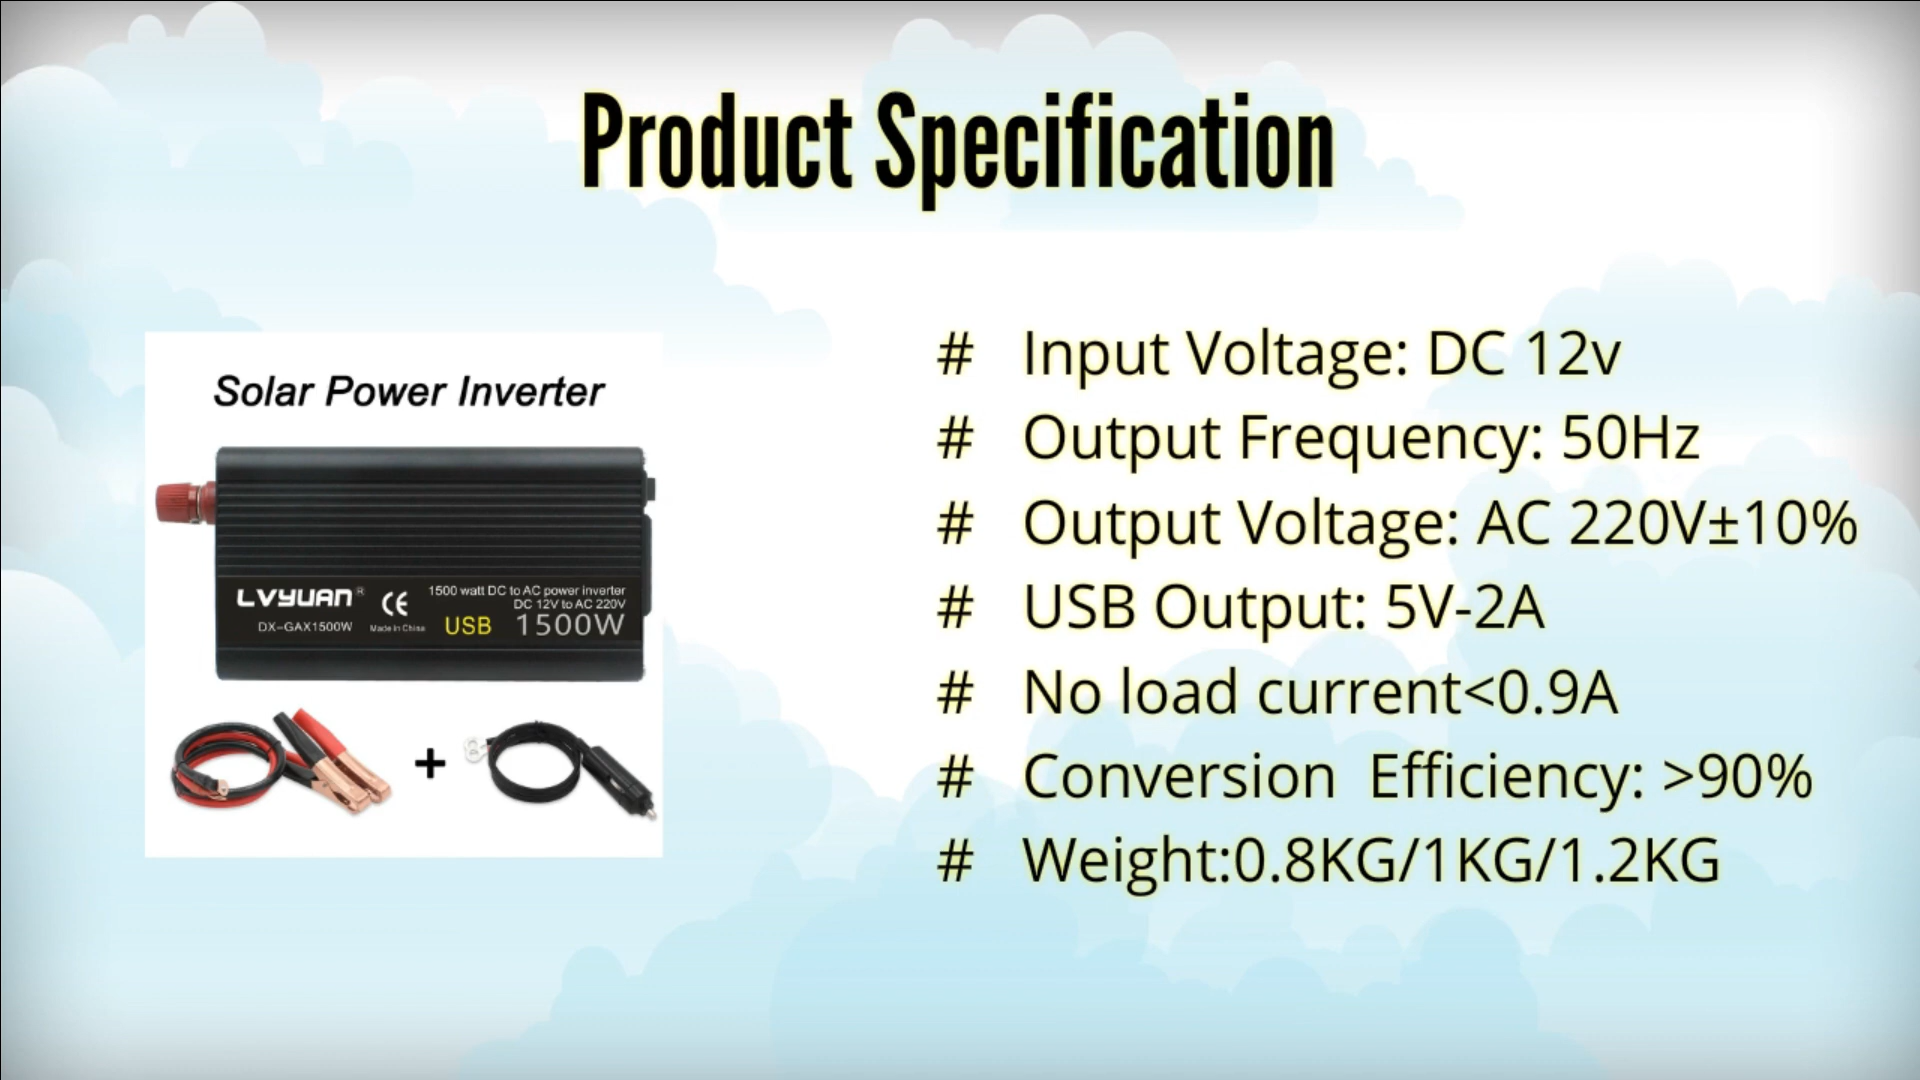 Product Specification
Solar Power Inverter
LVYUAN®
CE
1500 watt DC to AC power inverter
DC 12V to AC 220V
DX-GAX1500W
Made in China
USB
1500W
+
# Input Voltage: DC 12v
# Output Frequency: 50Hz
# Output Voltage: AC 220V±10%
# USB Output: 5V-2A
# No load current<0.9A
# Conversion  Efficiency: >90%
# Weight:0.8KG/1KG/1.2KG